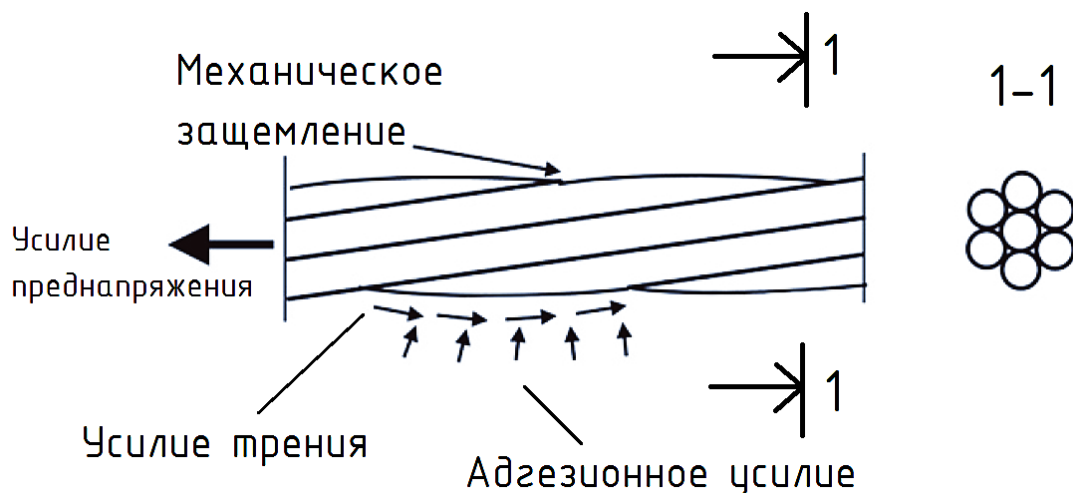 Механическое
защемление
1
1-1
Усилие
преднапряжения
1
Усилие трения
Адгезионное усилие